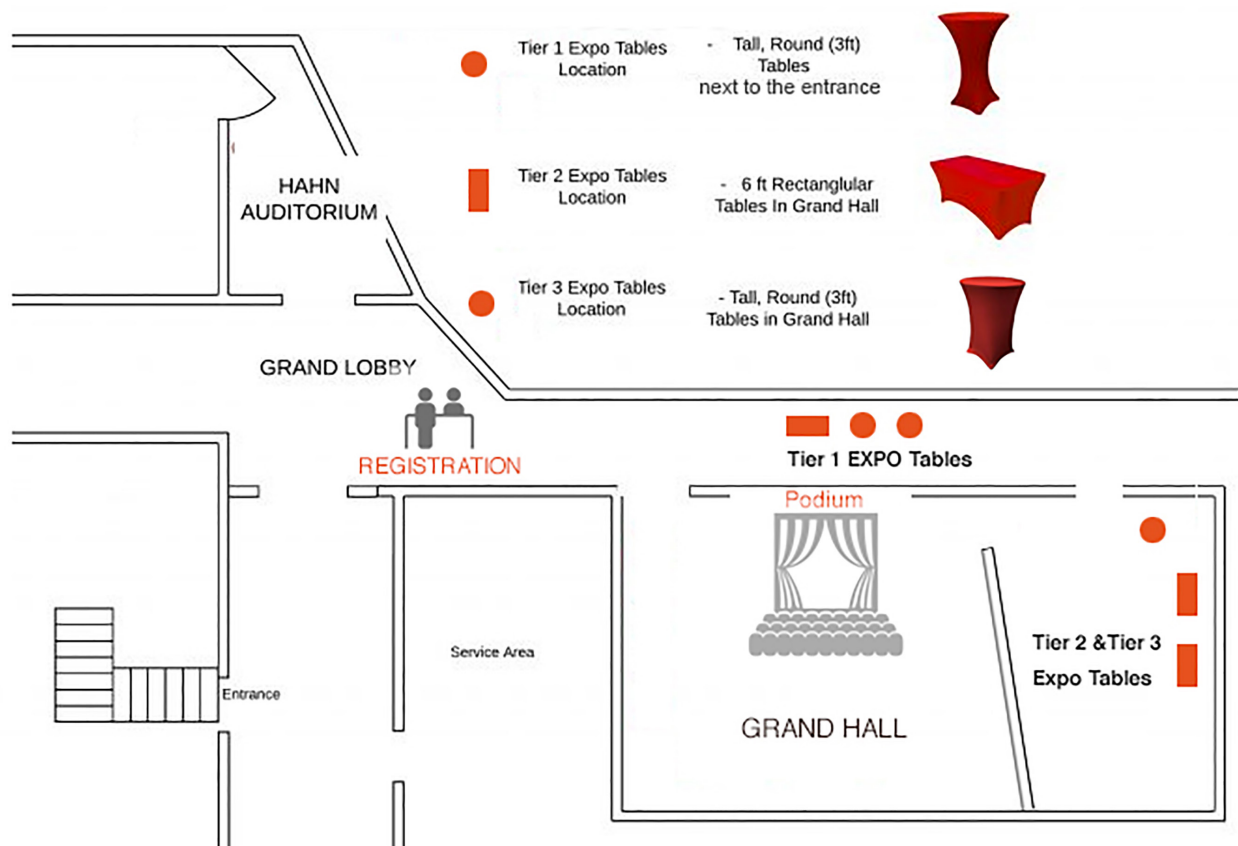 Tier 1 Expo Tables
Location
- Tall, Round (3ft)
Tables
next to the entrance
Tier 2 Expo Tables
Location
- 6 ft Rectanglular
Tables In Grand Hall
Tier 3 Expo Tables
Location
- Tall, Round (3ft)
Tables in Grand Hall
HAHN
AUDITORIUM
GRAND LOBBY
REGISTRATION
Tier 1 EXPO Tables
Podium
Service Area
Entrance
Tier 2 &Tier 3
Expo Tables
GRAND HALL